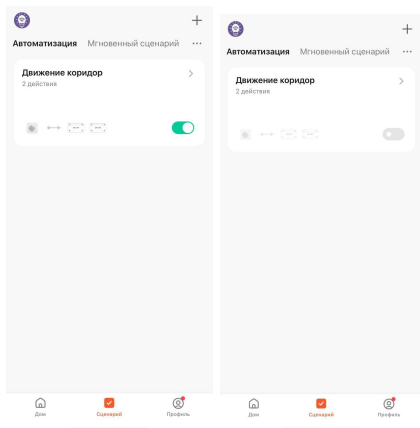 Автоматизация Мгновенный сценарий ...
Движение коридор
2 действия
Дом Сценарий Профиль
Автоматизация Мгновенный сценарий ...
Движение коридор
2 действия
Дом Сценарий Профиль